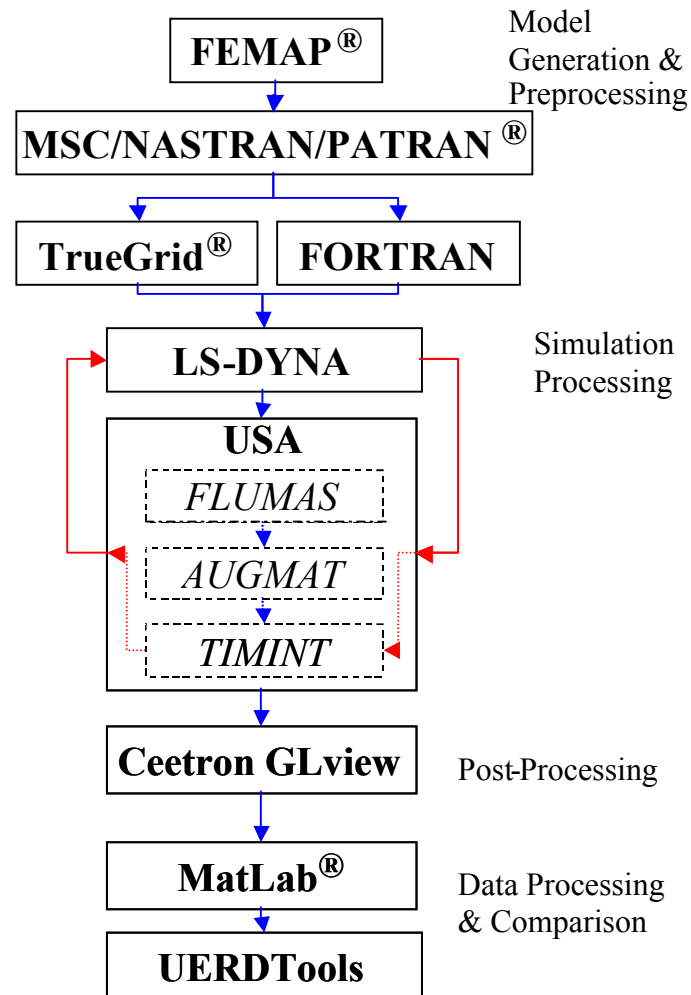 FEMAP®
Model
Generation &
Preprocessing
MSC/NASTRAN/PATRAN®
TrueGrid®
FORTRAN
LS-DYNA
Simulation
Processing
USA
FLUMAS
AUGMAT
TIMINT
Ceetron GLview
Post-Processing
MatLab®
Data Processing
& Comparison
UERDTools